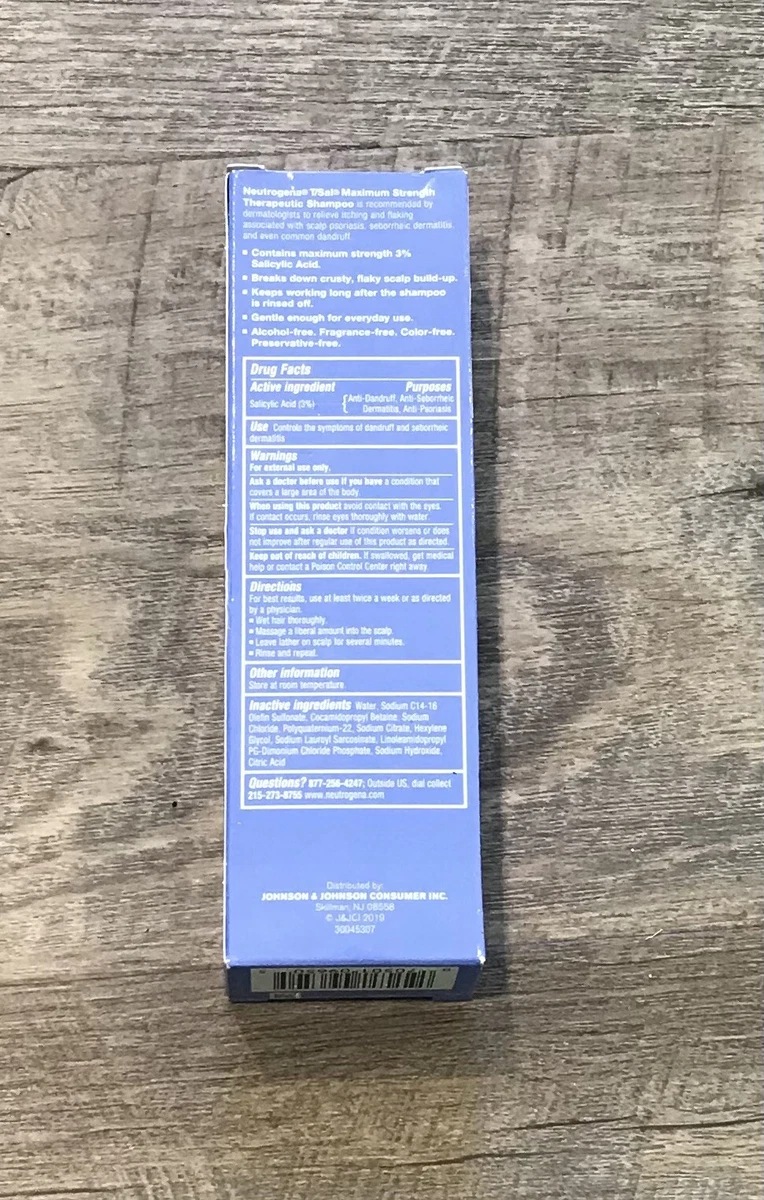 Neutrogena® T/Sal® Maximum Strength
Therapeutic Shampoo is recommended by
dermatologists to relieve itching and flaking
associated with scalp psoriasis, seborrheic dermatitis
and even common dandruff.
▪ Contains maximum strength 3%
Salicylic Acid.
▪ Breaks down crusty, flaky scalp build-up.
▪ Keeps working long after the shampoo
is rinsed off.
▪ Gentle enough for everyday use.
▪ Alcohol-free. Fragrance-free. Color-free.
Preservative-free.
Drug Facts
Active ingredient Purposes
Salicylic Acid (3%) {Anti-Dandruff, Anti-Seborrheic
Dermatitis, Anti-Psoriasis
Use Controls the symptoms of dandruff and seborrheic
dermatitis
Warnings
For external use only.
Ask a doctor before use if you have a condition that
covers a large area of the body.
When using this product avoid contact with the eyes.
If contact occurs, rinse eyes thoroughly with water.
Stop use and ask a doctor if condition worsens or does
not improve after regular use of this product as directed.
Keep out of reach of children. If swallowed, get medical
help or contact a Poison Control Center right away.
Directions
For best results, use at least twice a week or as directed
by a physician.
▪ Wet hair thoroughly.
▪ Massage a liberal amount into the scalp.
▪ Leave lather on scalp for several minutes.
▪ Rinse and repeat.
Other information
Store at room temperature
Inactive ingredients Water, Sodium C14-16
Olefin Sulfonate, Cocamidopropyl Betaine, Sodium
Chloride, Polyquaternium-22, Sodium Citrate, Hexylene
Glycol, Sodium Lauroyl Sarcosinate, Linoleamidopropyl
PG-Dimonium Chloride Phosphate, Sodium Hydroxide,
Citric Acid
Questions? 877-256-4247; Outside US, dial collect
215-273-8755 www.neutrogena.com
Distributed by:
JOHNSON & JOHNSON CONSUMER INC.
Skillman, NJ 08558
© J&JCI 2019
30045307